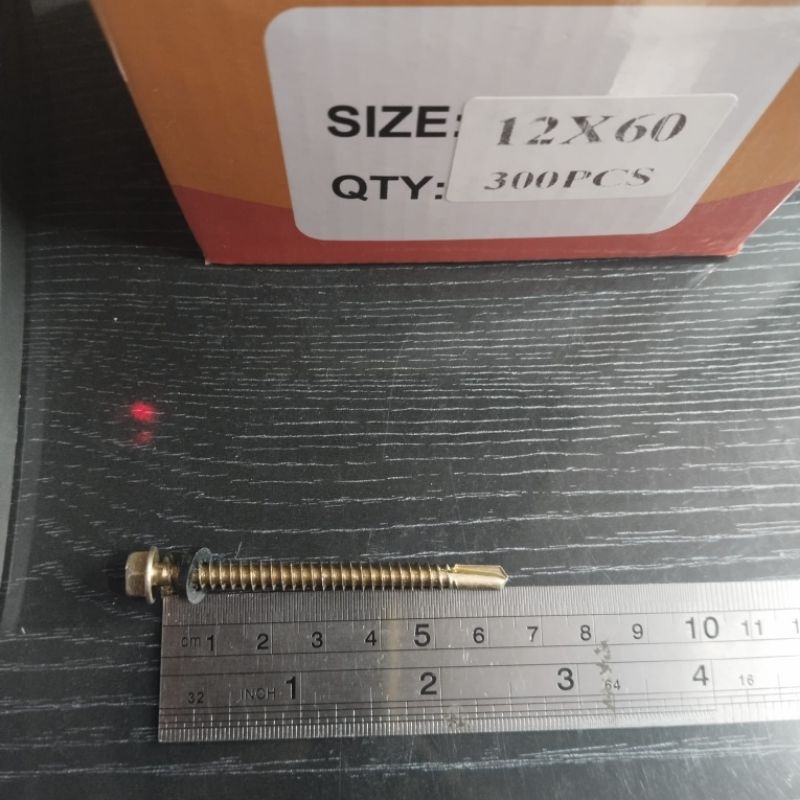 SIZE: 12X60
QTY: 300PCS
cm 1 2 3 4 5 6 7 8 9 10 11
32 INCH 1 2 3 64 4 16